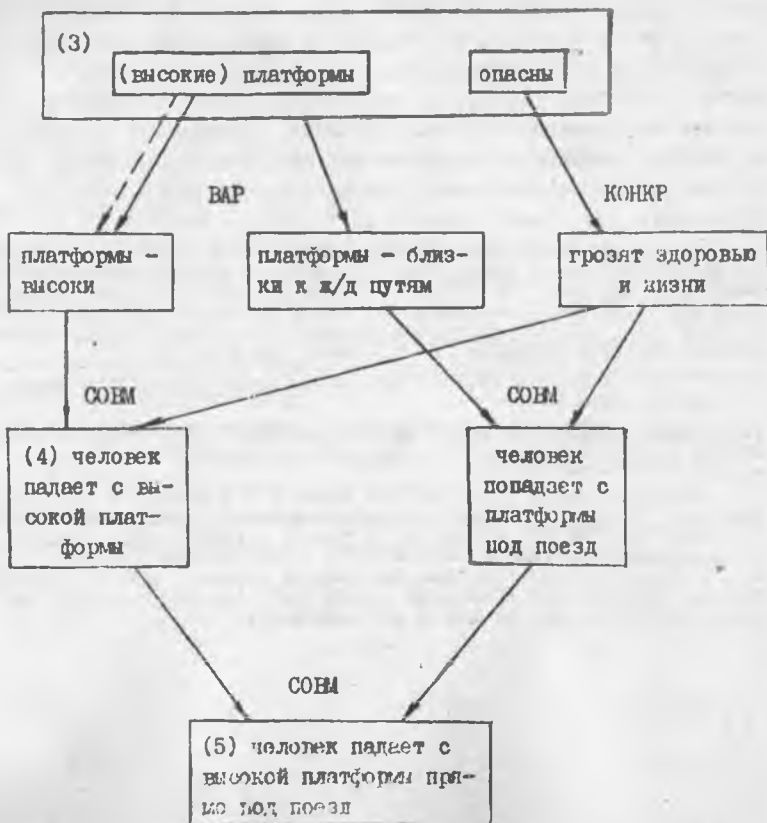 (3)
(высокие) платформы
опасны
ВАР
КОНКР
платформы –
высоки
платформы – близ-
ки к ж/д путям
грозят здоровью
и жизни
СОВМ
СОВМ
(4) человек
падает с вы-
сокой плат-
формы
человек
попадает с
платформы
под поезд
СОВМ
(5) человек падает с
высокой платформы пря-
мо под поезд